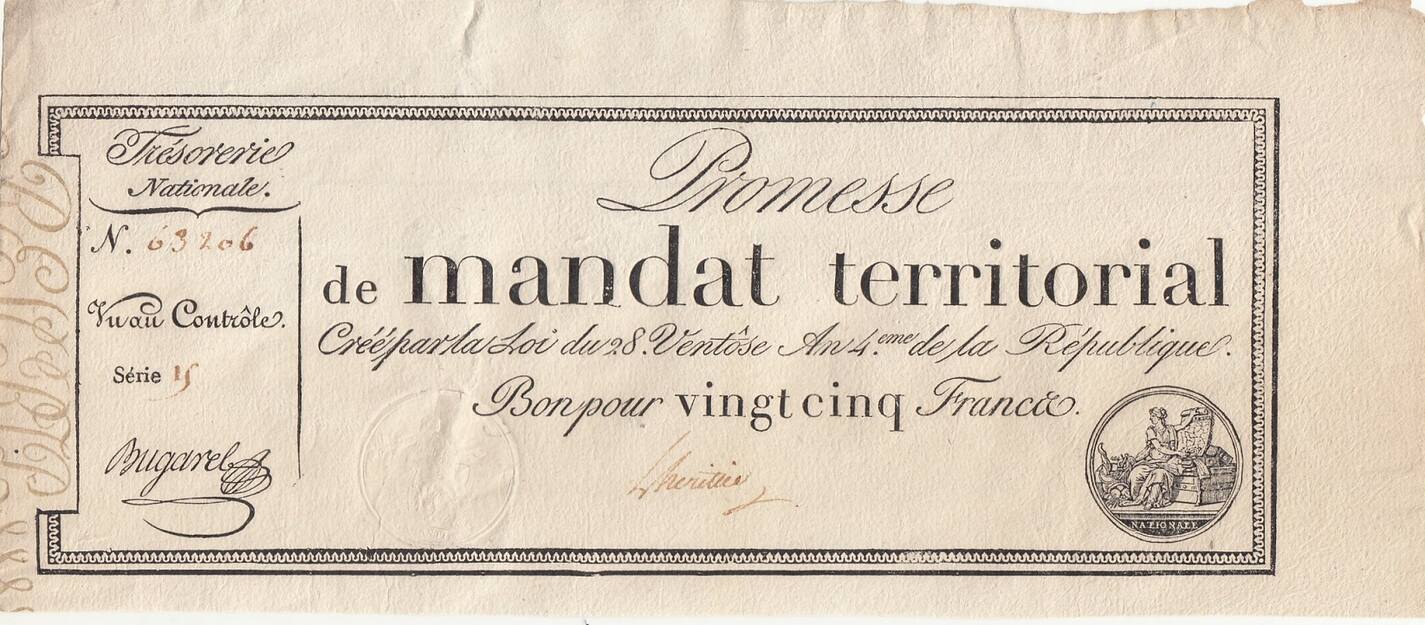 Trésorerie
Nationale.
N. 63206
Vu au Contrôle.
Série 15
Bugarel
Promesse
de mandat territorial
Créé par la Loi du 28. Ventôse An 4.eme de la République.
Bon pour vingt cinq Francs.
Lheritier
NATIONALE